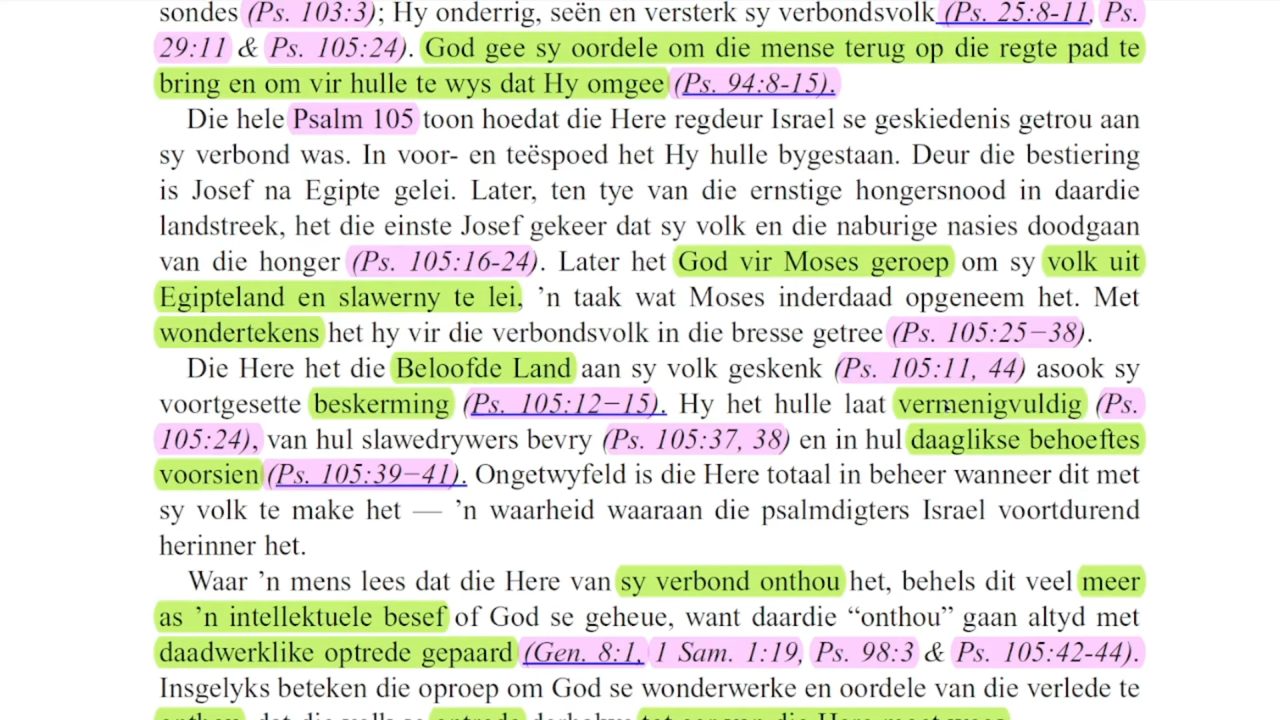 sondes (Ps. 103:3); Hy onderrig, seën en versterk sy verbondsvolk (Ps. 25:8-11, Ps.
29:11 & Ps. 105:24). God gee sy oordele om die mense terug op die regte pad te
bring en om vir hulle te wys dat Hy omgee (Ps. 94:8-15).
Die hele Psalm 105 toon hoedat die Here regdeur Israel se geskiedenis getrou aan
sy verbond was. In voor- en teëspoed het Hy hulle bygestaan. Deur die bestiering
is Josef na Egipte gelei. Later, ten tye van die ernstige hongersnood in daardie
landstreek, het die einste Josef gekeer dat sy volk en die naburige nasies doodgaan
van die honger (Ps. 105:16-24). Later het God vir Moses geroep om sy volk uit
Egipteland en slawerny te lei, ’n taak wat Moses inderdaad opgeneem het. Met
wondertekens het hy vir die verbondsvolk in die bresse getree (Ps. 105:25–38).
Die Here het die Beloofde Land aan sy volk geskenk (Ps. 105:11, 44) asook sy
voortgesette beskerming (Ps. 105:12–15). Hy het hulle laat vermenigvuldig (Ps.
105:24), van hul slawedrywers bevry (Ps. 105:37, 38) en in hul daaglikse behoeftes
voorsien (Ps. 105:39–41). Ongetwyfeld is die Here totaal in beheer wanneer dit met
sy volk te make het — ’n waarheid waaraan die psalmdigters Israel voortdurend
herinner het.
Waar ’n mens lees dat die Here van sy verbond onthou het, behels dit veel meer
as ’n intellektuele besef of God se geheue, want daardie “onthou” gaan altyd met
daadwerklike optrede gepaard (Gen. 8:1, 1 Sam. 1:19, Ps. 98:3 & Ps. 105:42-44).
Insgelyks beteken die oproep om God se wonderwerke en oordele van die verlede te